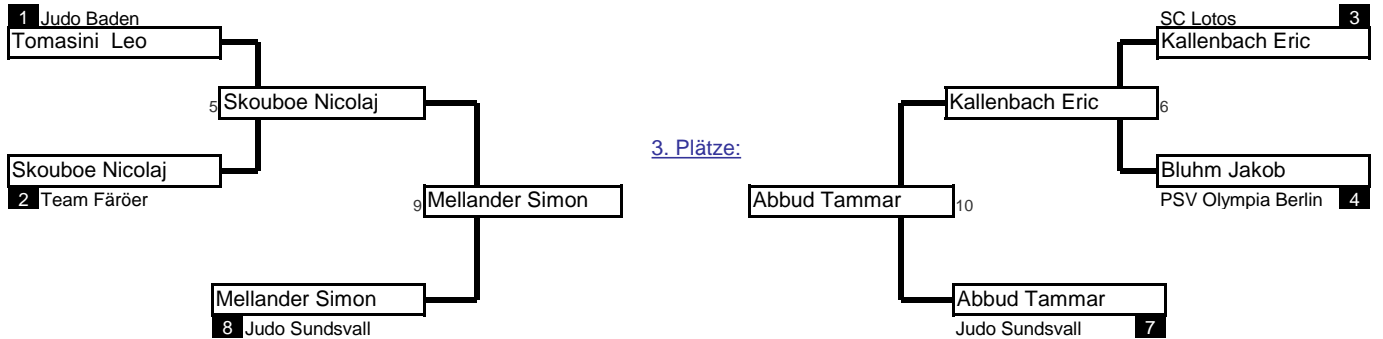 1 Judo Baden
SC Lotos 3
Tomasini  Leo
Kallenbach Eric
5 Skouboe Nicolaj
Kallenbach Eric 6
3. Plätze:
Skouboe Nicolaj
Bluhm Jakob
2 Team Färöer
PSV Olympia Berlin 4
9 Mellander Simon
Abbud Tammar 10
Mellander Simon
Abbud Tammar
8 Judo Sundsvall
Judo Sundsvall 7